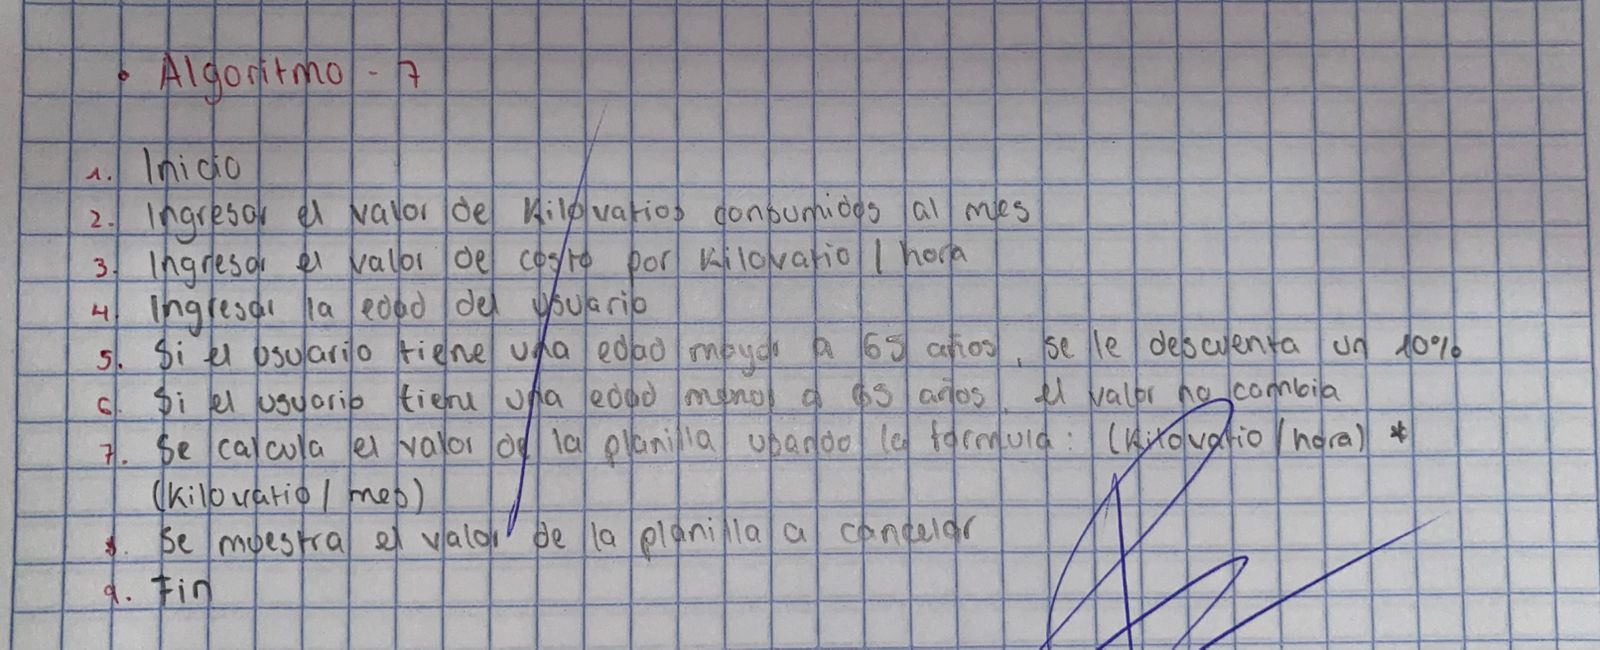 • Algoritmo - 7
1. Inicio
2. Ingresar el valor de Kilovatios consumidos al mes
3. Ingresar el valor de costo por Kilovatio / hora
4. Ingresar la edad del usuario
5. Si el usuario tiene una edad mayor a 65 años, se le descuenta un 10%
6. Si el usuario tiene una edad menor a 65 años, el valor no cambia
7. Se calcula el valor de la planilla usando la formula: (Kilovatio / hora) *
(Kilovatio / mes)
8. Se muestra el valor de la planilla a cancelar
9. Fin